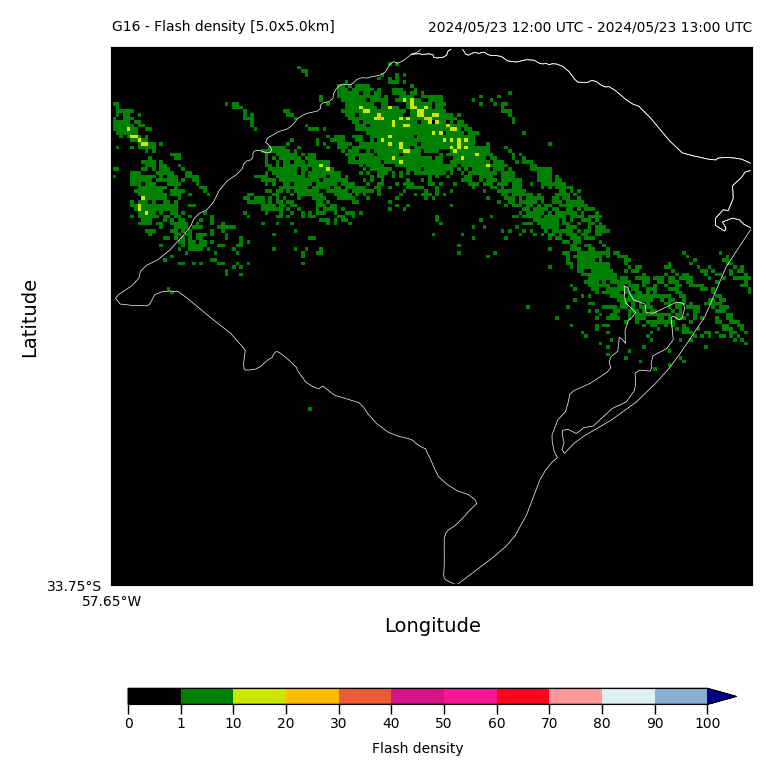 G16 - Flash density [5.0x5.0km] 2024/05/23 12:00 UTC - 2024/05/23 13:00 UTC
Latitude
33.75°S
57.65°W
Longitude
0 1 10 20 30 40 50 60 70 80 90 100
Flash density